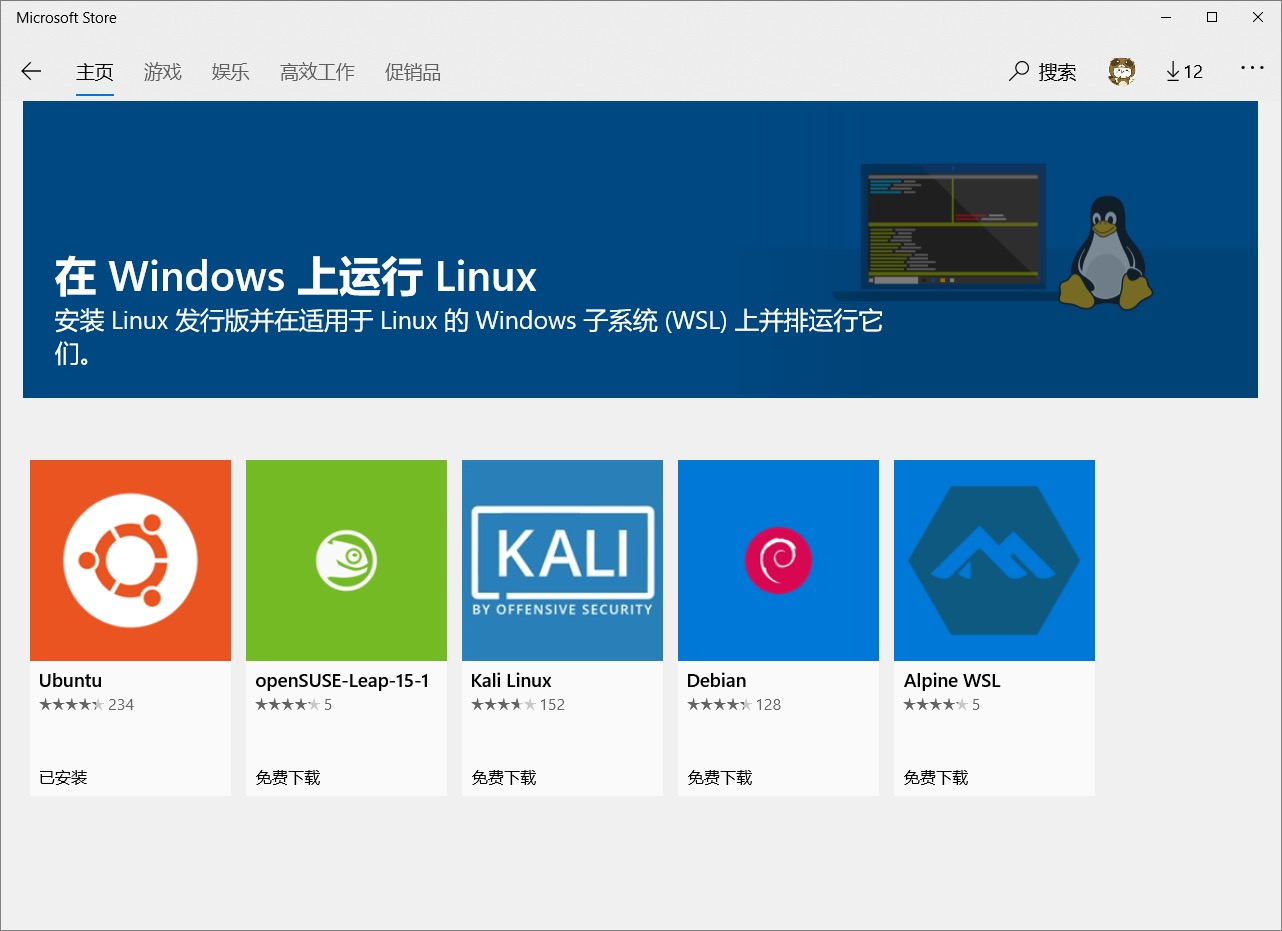 Microsoft Store
主页 游戏 娱乐 高效工作 促销品 搜索 12
在 Windows 上运行 Linux
安装 Linux 发行版并在适用于 Linux 的 Windows 子系统 (WSL) 上并排运行它
们。
KALI
BY OFFENSIVE SECURITY
Ubuntu openSUSE-Leap-15-1 Kali Linux Debian Alpine WSL
234 5 152 128 5
已安装 免费下载 免费下载 免费下载 免费下载